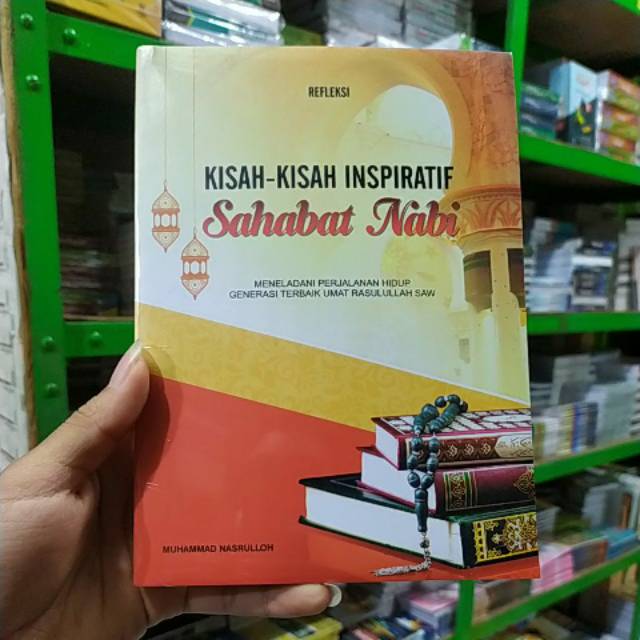 REFLEKSI
KISAH-KISAH INSPIRATIF
Sahabat Nabi
MENELADANI PERJALANAN HIDUP
GENERASI TERBAIK UMAT RASULULLAH SAW
MUHAMMAD NASRULLOH